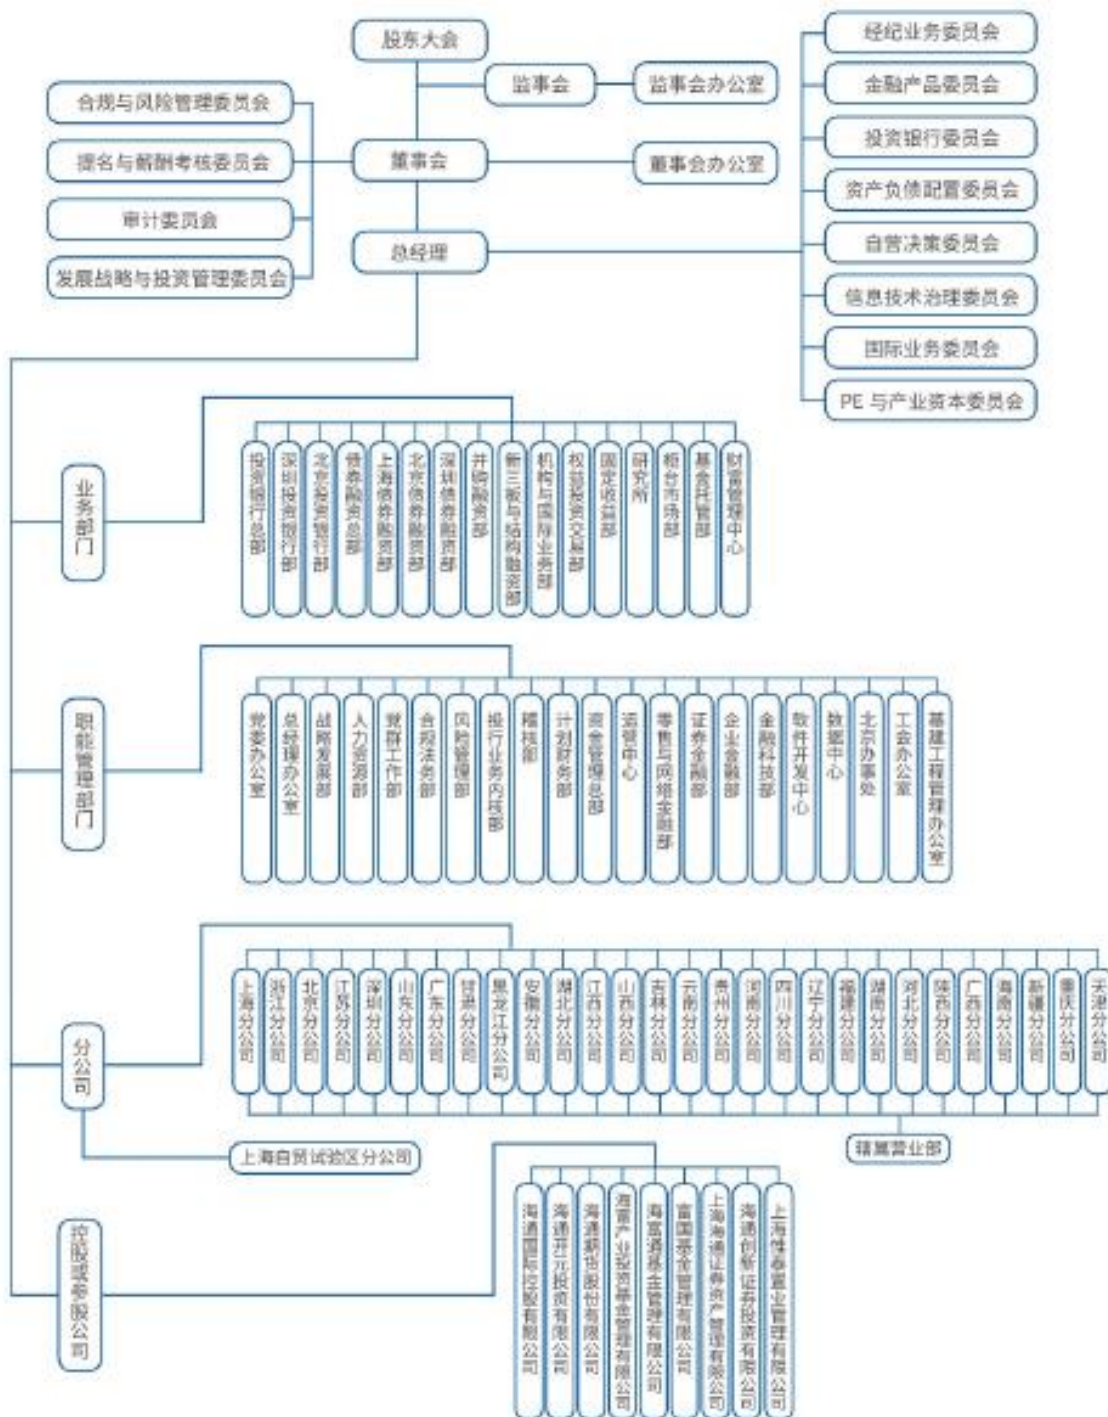 股东大会
监事会
监事会办公室
合规与风险管理委员会
提名与薪酬考核委员会
审计委员会
发展战略与投资管理委员会
董事会
董事会办公室
总经理
经纪业务委员会
金融产品委员会
投资银行委员会
资产负债配置委员会
自营决策委员会
信息技术治理委员会
国际业务委员会
PE 与产业资本委员会
业务部门
投资银行总部
深圳投资银行部
北京投资银行部
债券融资总部
上海债券融资部
北京债券融资部
深圳债券融资部
并购融资部
新三板与结构融资部
机构与国际业务部
权益投资交易部
固定收益部
研究所
柜台市场部
基金托管部
财富管理中心
职能管理部门
党委办公室
总经理办公室
战略发展部
人力资源部
党群工作部
合规法务部
风险管理部
投行业务内核部
稽核部
计划财务部
资金管理总部
运营中心
零售与网络金融部
证券金融部
企业金融部
金融科技部
软件开发中心
数据中心
北京办事处
工会办公室
基建工程管理办公室
分公司
上海分公司
浙江分公司
北京分公司
江苏分公司
深圳分公司
山东分公司
广东分公司
甘肃分公司
黑龙江分公司
安徽分公司
湖北分公司
江西分公司
山西分公司
吉林分公司
云南分公司
贵州分公司
河南分公司
四川分公司
辽宁分公司
福建分公司
湖南分公司
河北分公司
陕西分公司
广西分公司
海南分公司
新疆分公司
重庆分公司
天津分公司
上海自贸试验区分公司
辖属营业部
控股或参股公司
海通国际控股有限公司
海通开元投资有限公司
海通期货股份有限公司
海富产业投资基金管理有限公司
海富通基金管理有限公司
富国基金管理有限公司
上海海通证券资产管理有限公司
海通创新证券投资有限公司
上海惟泰置业管理有限公司